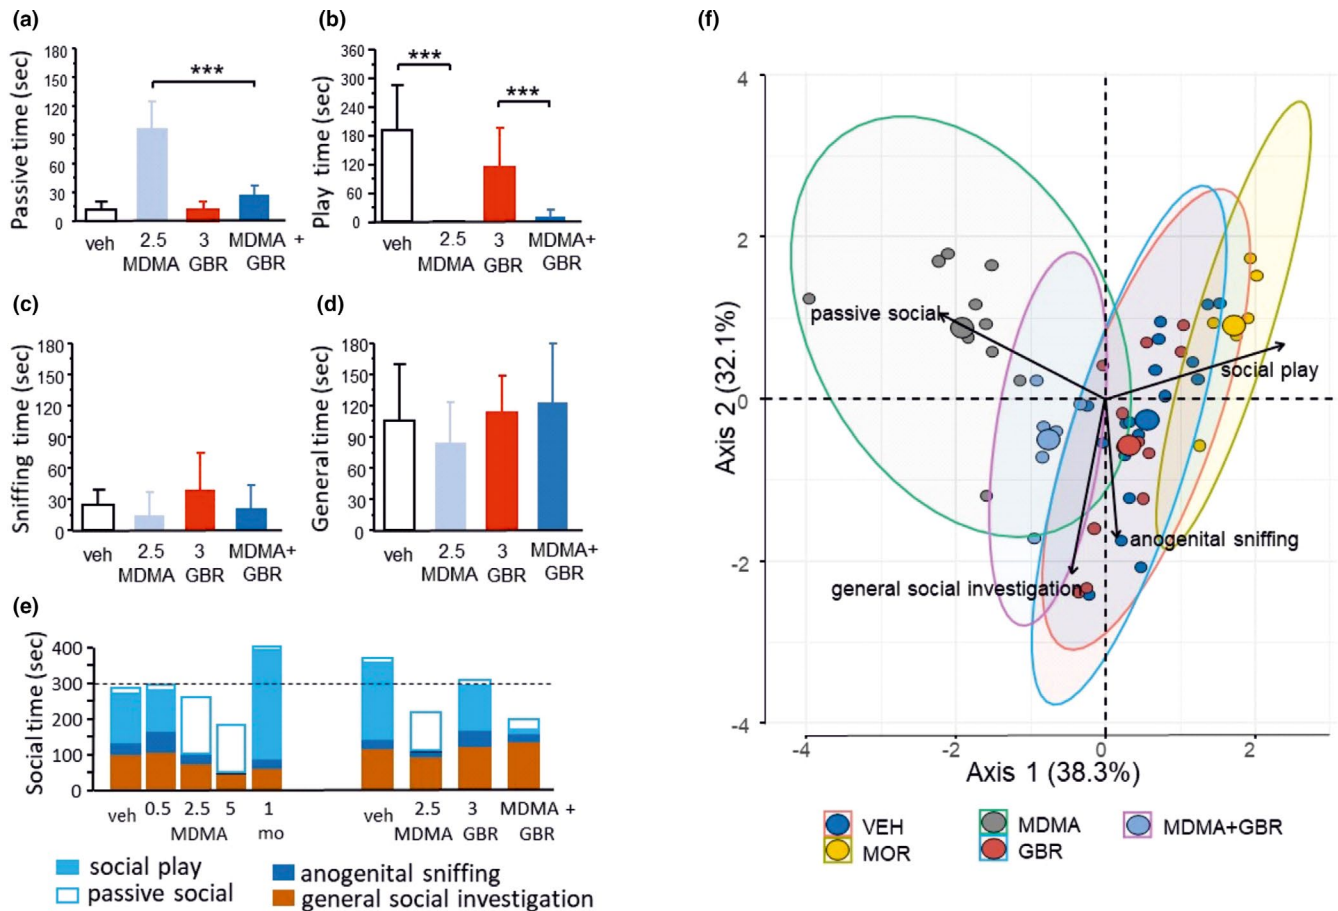 (a)
Passive time (sec)
180
150
120
90
60
30
0
***
veh
2.5
MDMA
3
GBR
MDMA +
GBR
(b)
Play time (sec)
360
300
240
180
120
60
0
***
***
veh
2.5
MDMA
3
GBR
MDMA+
GBR
(c)
Sniffing time (sec)
180
150
120
90
60
30
0
veh
2.5
MDMA
3
GBR
MDMA+
GBR
(d)
General time (sec)
180
150
120
90
60
30
0
veh
2.5
MDMA
3
GBR
MDMA+
GBR
(e)
Social time (sec)
400
300
200
100
0
veh
0.5
2.5
5
MDMA
1
mo
veh
2.5
MDMA
3
GBR
MDMA +
GBR
social play
passive social
anogenital sniffing
general social investigation
(f)
Axis 2 (32.1%)
4
2
0
-2
-4
passive social
social play
anogenital sniffing
general social investigation
-4
-2
0
2
Axis 1 (38.3%)
VEH
MOR
MDMA
GBR
MDMA+GBR